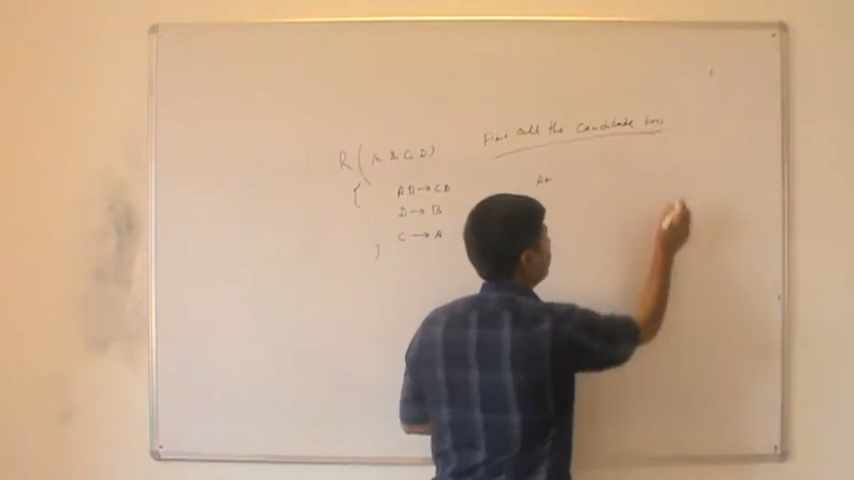 Find all the Candidate keys
R(A B C D)
{ AB→CD
D→B
C→A
}